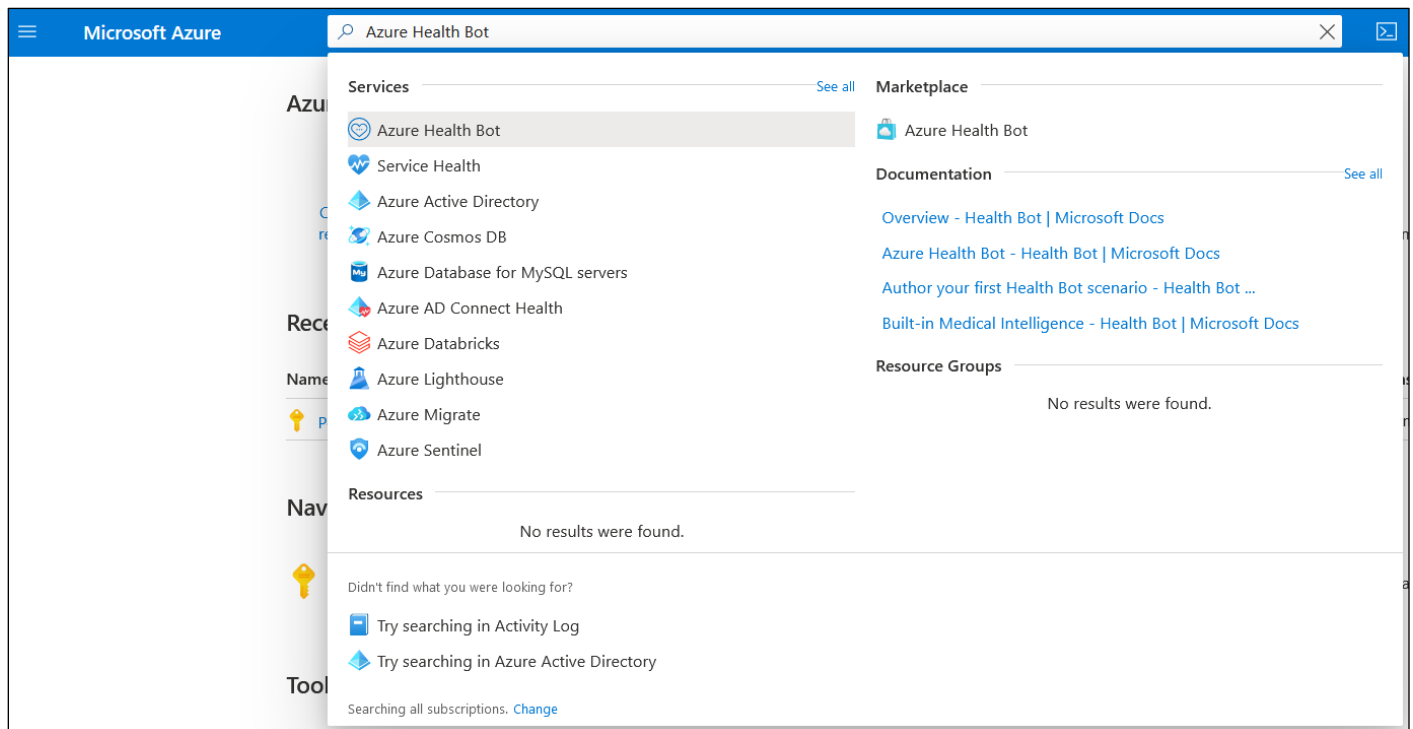 Microsoft Azure
Azure Health Bot
Services
See all
Azure Health Bot
Service Health
Azure Active Directory
Azure Cosmos DB
Azure Database for MySQL servers
Azure AD Connect Health
Azure Databricks
Azure Lighthouse
Azure Migrate
Azure Sentinel
Resources
No results were found.
Marketplace
Azure Health Bot
Documentation
See all
Overview - Health Bot | Microsoft Docs
Azure Health Bot - Health Bot | Microsoft Docs
Author your first Health Bot scenario - Health Bot ...
Built-in Medical Intelligence - Health Bot | Microsoft Docs
Resource Groups
No results were found.
Didn't find what you were looking for?
Try searching in Activity Log
Try searching in Azure Active Directory
Searching all subscriptions. Change
Azu
Rece
Name
Nav
Tool